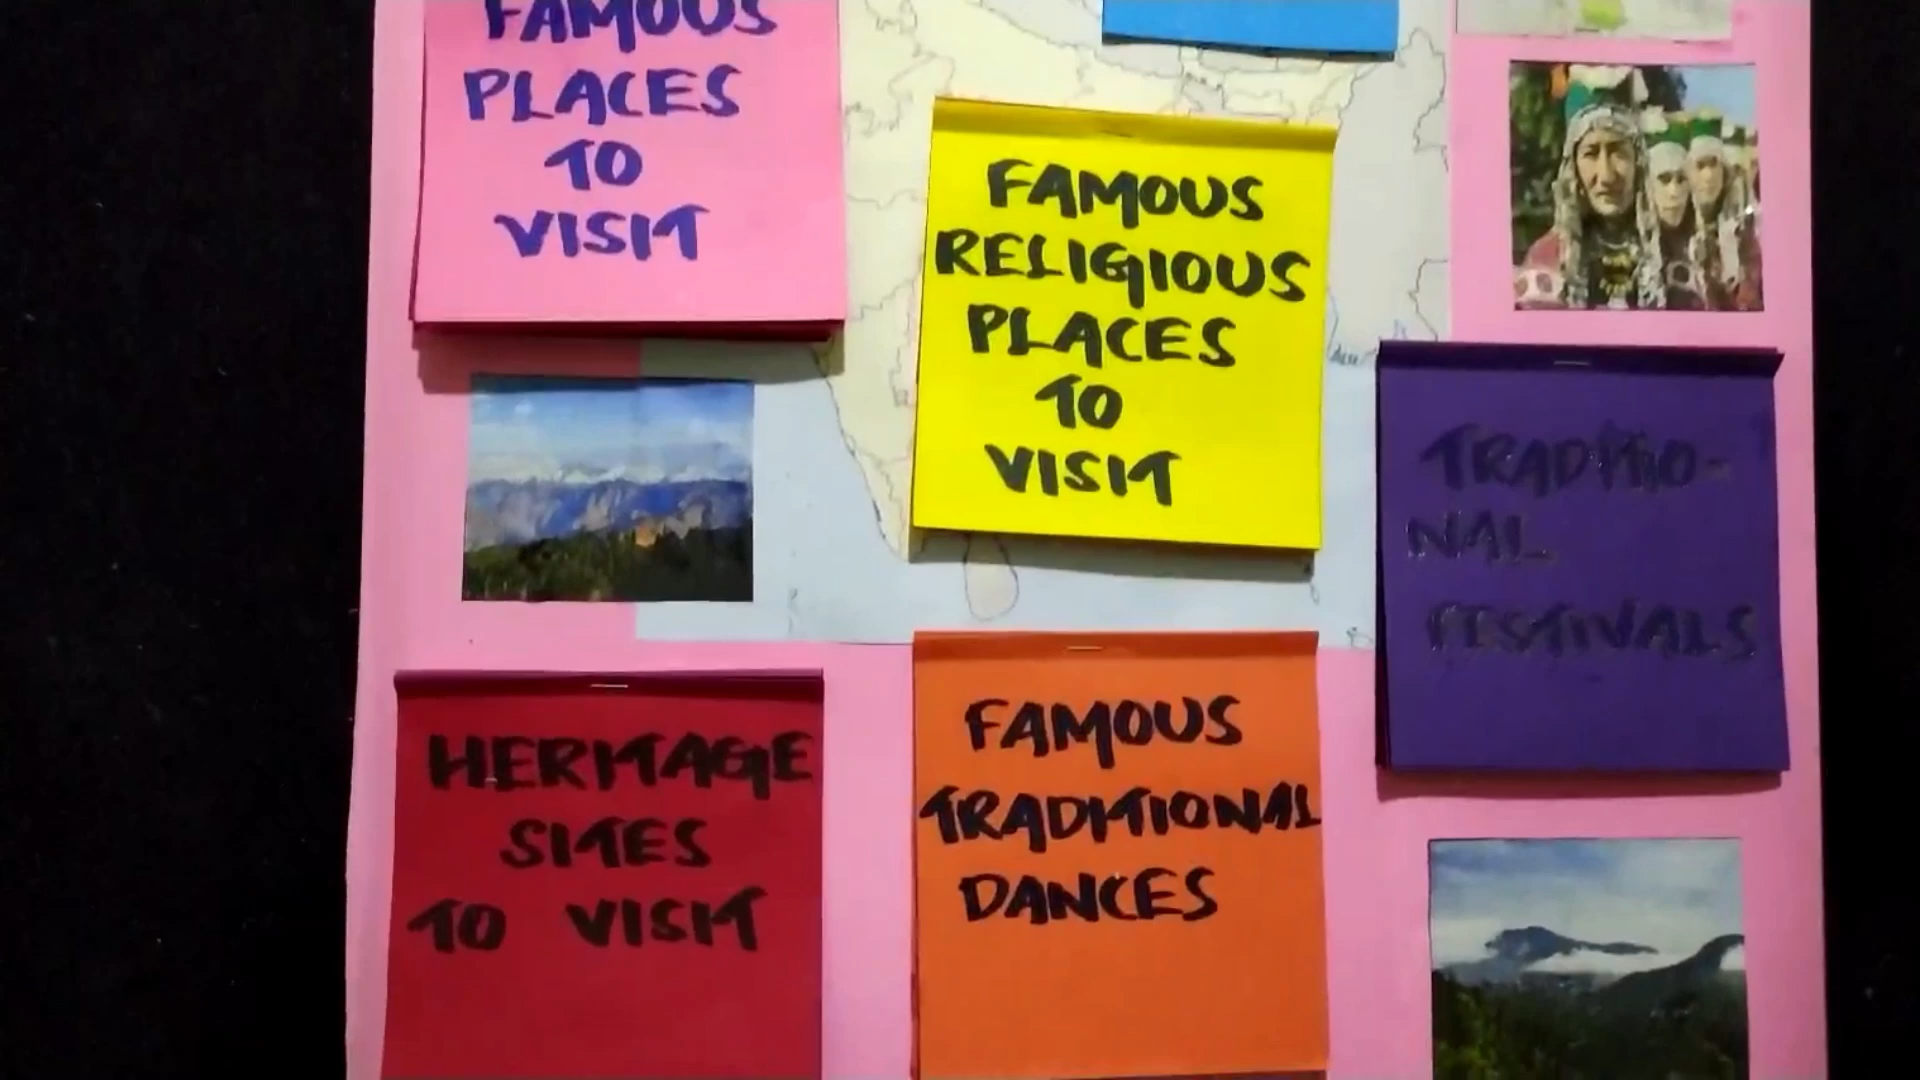 FAMOUS
PLACES
TO
VISIT
FAMOUS
RELIGIOUS
PLACES
TO
VISIT
TRADITIO-
NAL
FESTIVALS
HERITAGE
SITES
TO VISIT
FAMOUS
TRADITIONAL
DANCES